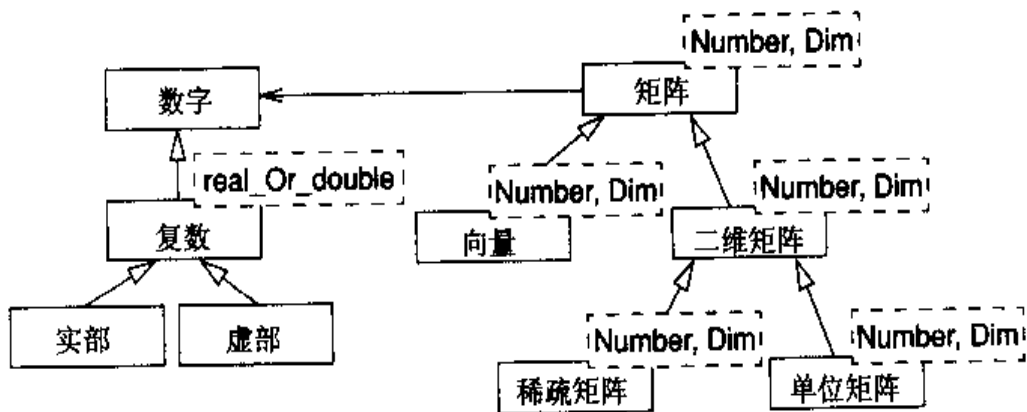 Number, Dim
数字
矩阵
real_Or_double
Number, Dim
Number, Dim
复数
向量
二维矩阵
实部
虚部
Number, Dim
Number, Dim
稀疏矩阵
单位矩阵